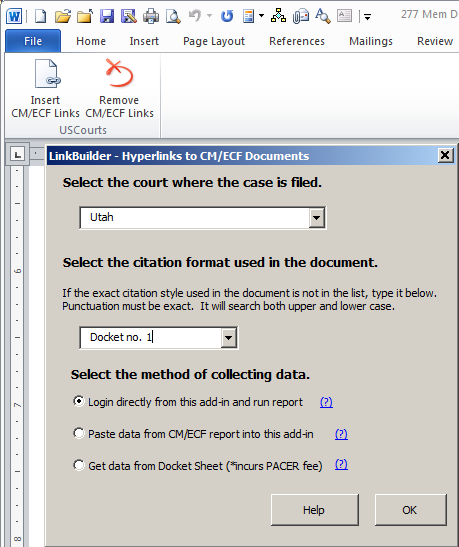 W
277 Mem D
File Home Insert Page Layout References Mailings Review
Insert Remove
CM/ECF Links CM/ECF Links
USCourts
L
LinkBuilder - Hyperlinks to CM/ECF Documents
Select the court where the case is filed.
Utah
Select the citation format used in the document.
If the exact citation style used in the document is not in the list, type it below.
Punctuation must be exact. It will search both upper and lower case.
6
Docket no. 1
Select the method of collecting data.
Login directly from this add-in and run report (?)
7
Paste data from CM/ECF report into this add-in (?)
Get data from Docket Sheet (*incurs PACER fee) (?)
Help OK
8